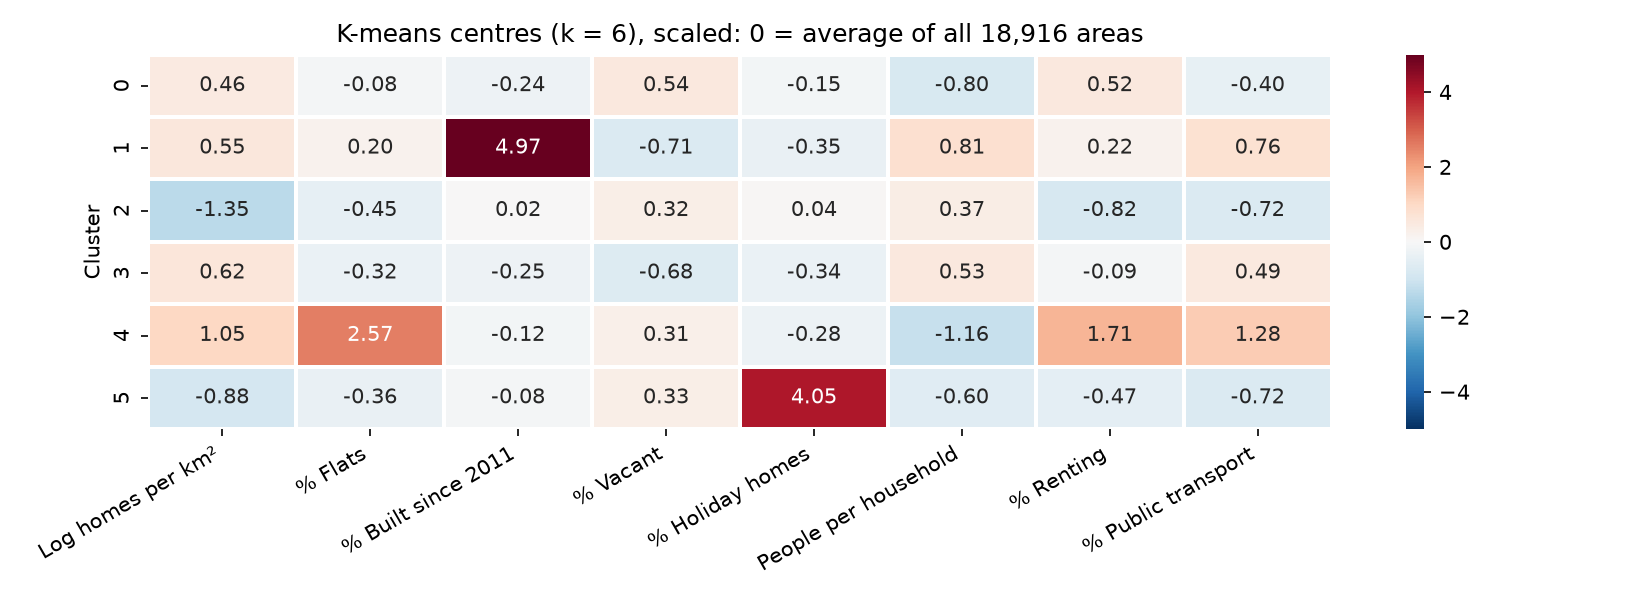 K-means centres (k = 6), scaled: 0 = average of all 18,916 areas
Cluster
0 0.46 -0.08 -0.24 0.54 -0.15 -0.80 0.52 -0.40
1 0.55 0.20 4.97 -0.71 -0.35 0.81 0.22 0.76
2 -1.35 -0.45 0.02 0.32 0.04 0.37 -0.82 -0.72
3 0.62 -0.32 -0.25 -0.68 -0.34 0.53 -0.09 0.49
4 1.05 2.57 -0.12 0.31 -0.28 -1.16 1.71 1.28
5 -0.88 -0.36 -0.08 0.33 4.05 -0.60 -0.47 -0.72
Log homes per km²
% Flats
% Built since 2011
% Vacant
% Holiday homes
People per household
% Renting
% Public transport
4
2
0
−2
−4